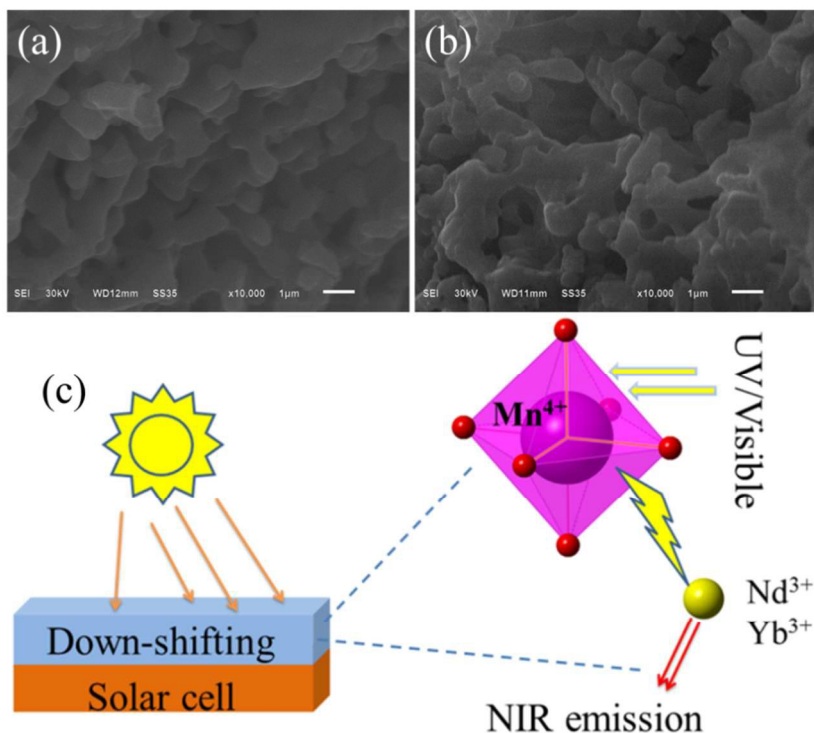 (a)
SEI 30kV WD12mm SS35 x10,000 1μm
(b)
SEI 30kV WD11mm SS35 x10,000 1μm
(c)
Down-shifting
Solar cell
Mn⁴⁺
UV/Visible
Nd³⁺
Yb³⁺
NIR emission